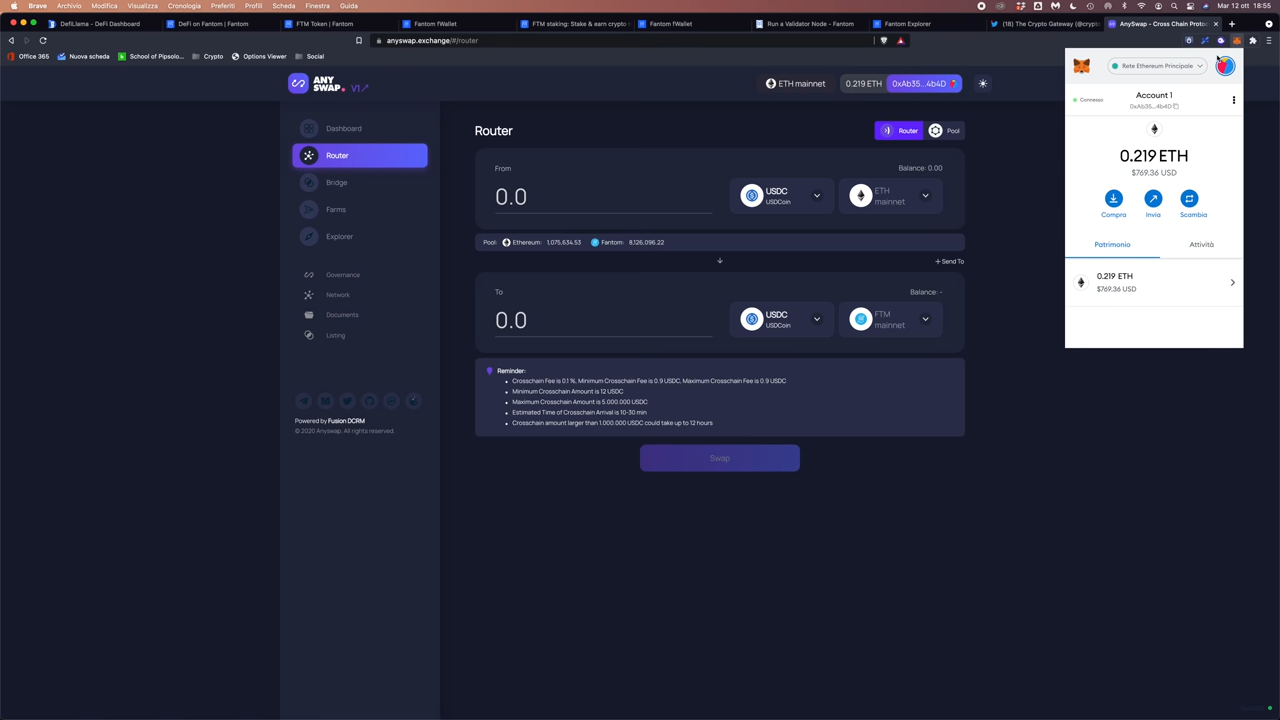 Brave Archivio Modifica Visualizza Cronologia Preferiti Profili Scheda Finestra Guida
Mar 12 ott 18:55
DefiLlama - DeFi Dashboard
DeFi on Fantom | Fantom
FTM Token | Fantom
Fantom fWallet
FTM staking: Stake & earn crypto
Fantom fWallet
Run a Validator Node - Fantom
Fantom Explorer
(18) The Crypto Gateway (@crypt
AnySwap - Cross Chain Proto
anyswap.exchange/#/router
Office 365 Nuova scheda School of Pipsolo... Crypto Options Viewer Social
ANY
SWAP. V1
ETH mainnet 0.219 ETH 0xAb35...4b4D
Dashboard
Router
Bridge
Farms
Explorer
Governance
Network
Documents
Listing
Powered by Fusion DCRM
© 2020 Anyswap. All rights reserved.
Router
Router Pool
From Balance: 0.00
0.0
USDC
USDCoin
ETH
mainnet
Pool: Ethereum: 1.075,634.53 Fantom: 8,126,096.22
+ Send To
To Balance: -
0.0
USDC
USDCoin
FTM
mainnet
Reminder:
Crosschain Fee is 0.1 %, Minimum Crosschain Fee is 0.9 USDC, Maximum Crosschain Fee is 0.9 USDC
Minimum Crosschain Amount is 12 USDC
Maximum Crosschain Amount is 5.000.000 USDC
Estimated Time of Crosschain Arrival is 10-30 min
Crosschain amount larger than 1.000.000 USDC could take up to 12 hours
Swap
Rete Ethereum Principale
Connesso
Account 1
0xAb35...4b4D
0.219 ETH
$769.36 USD
Compra Invia Scambia
Patrimonio Attività
0.219 ETH
$769.36 USD